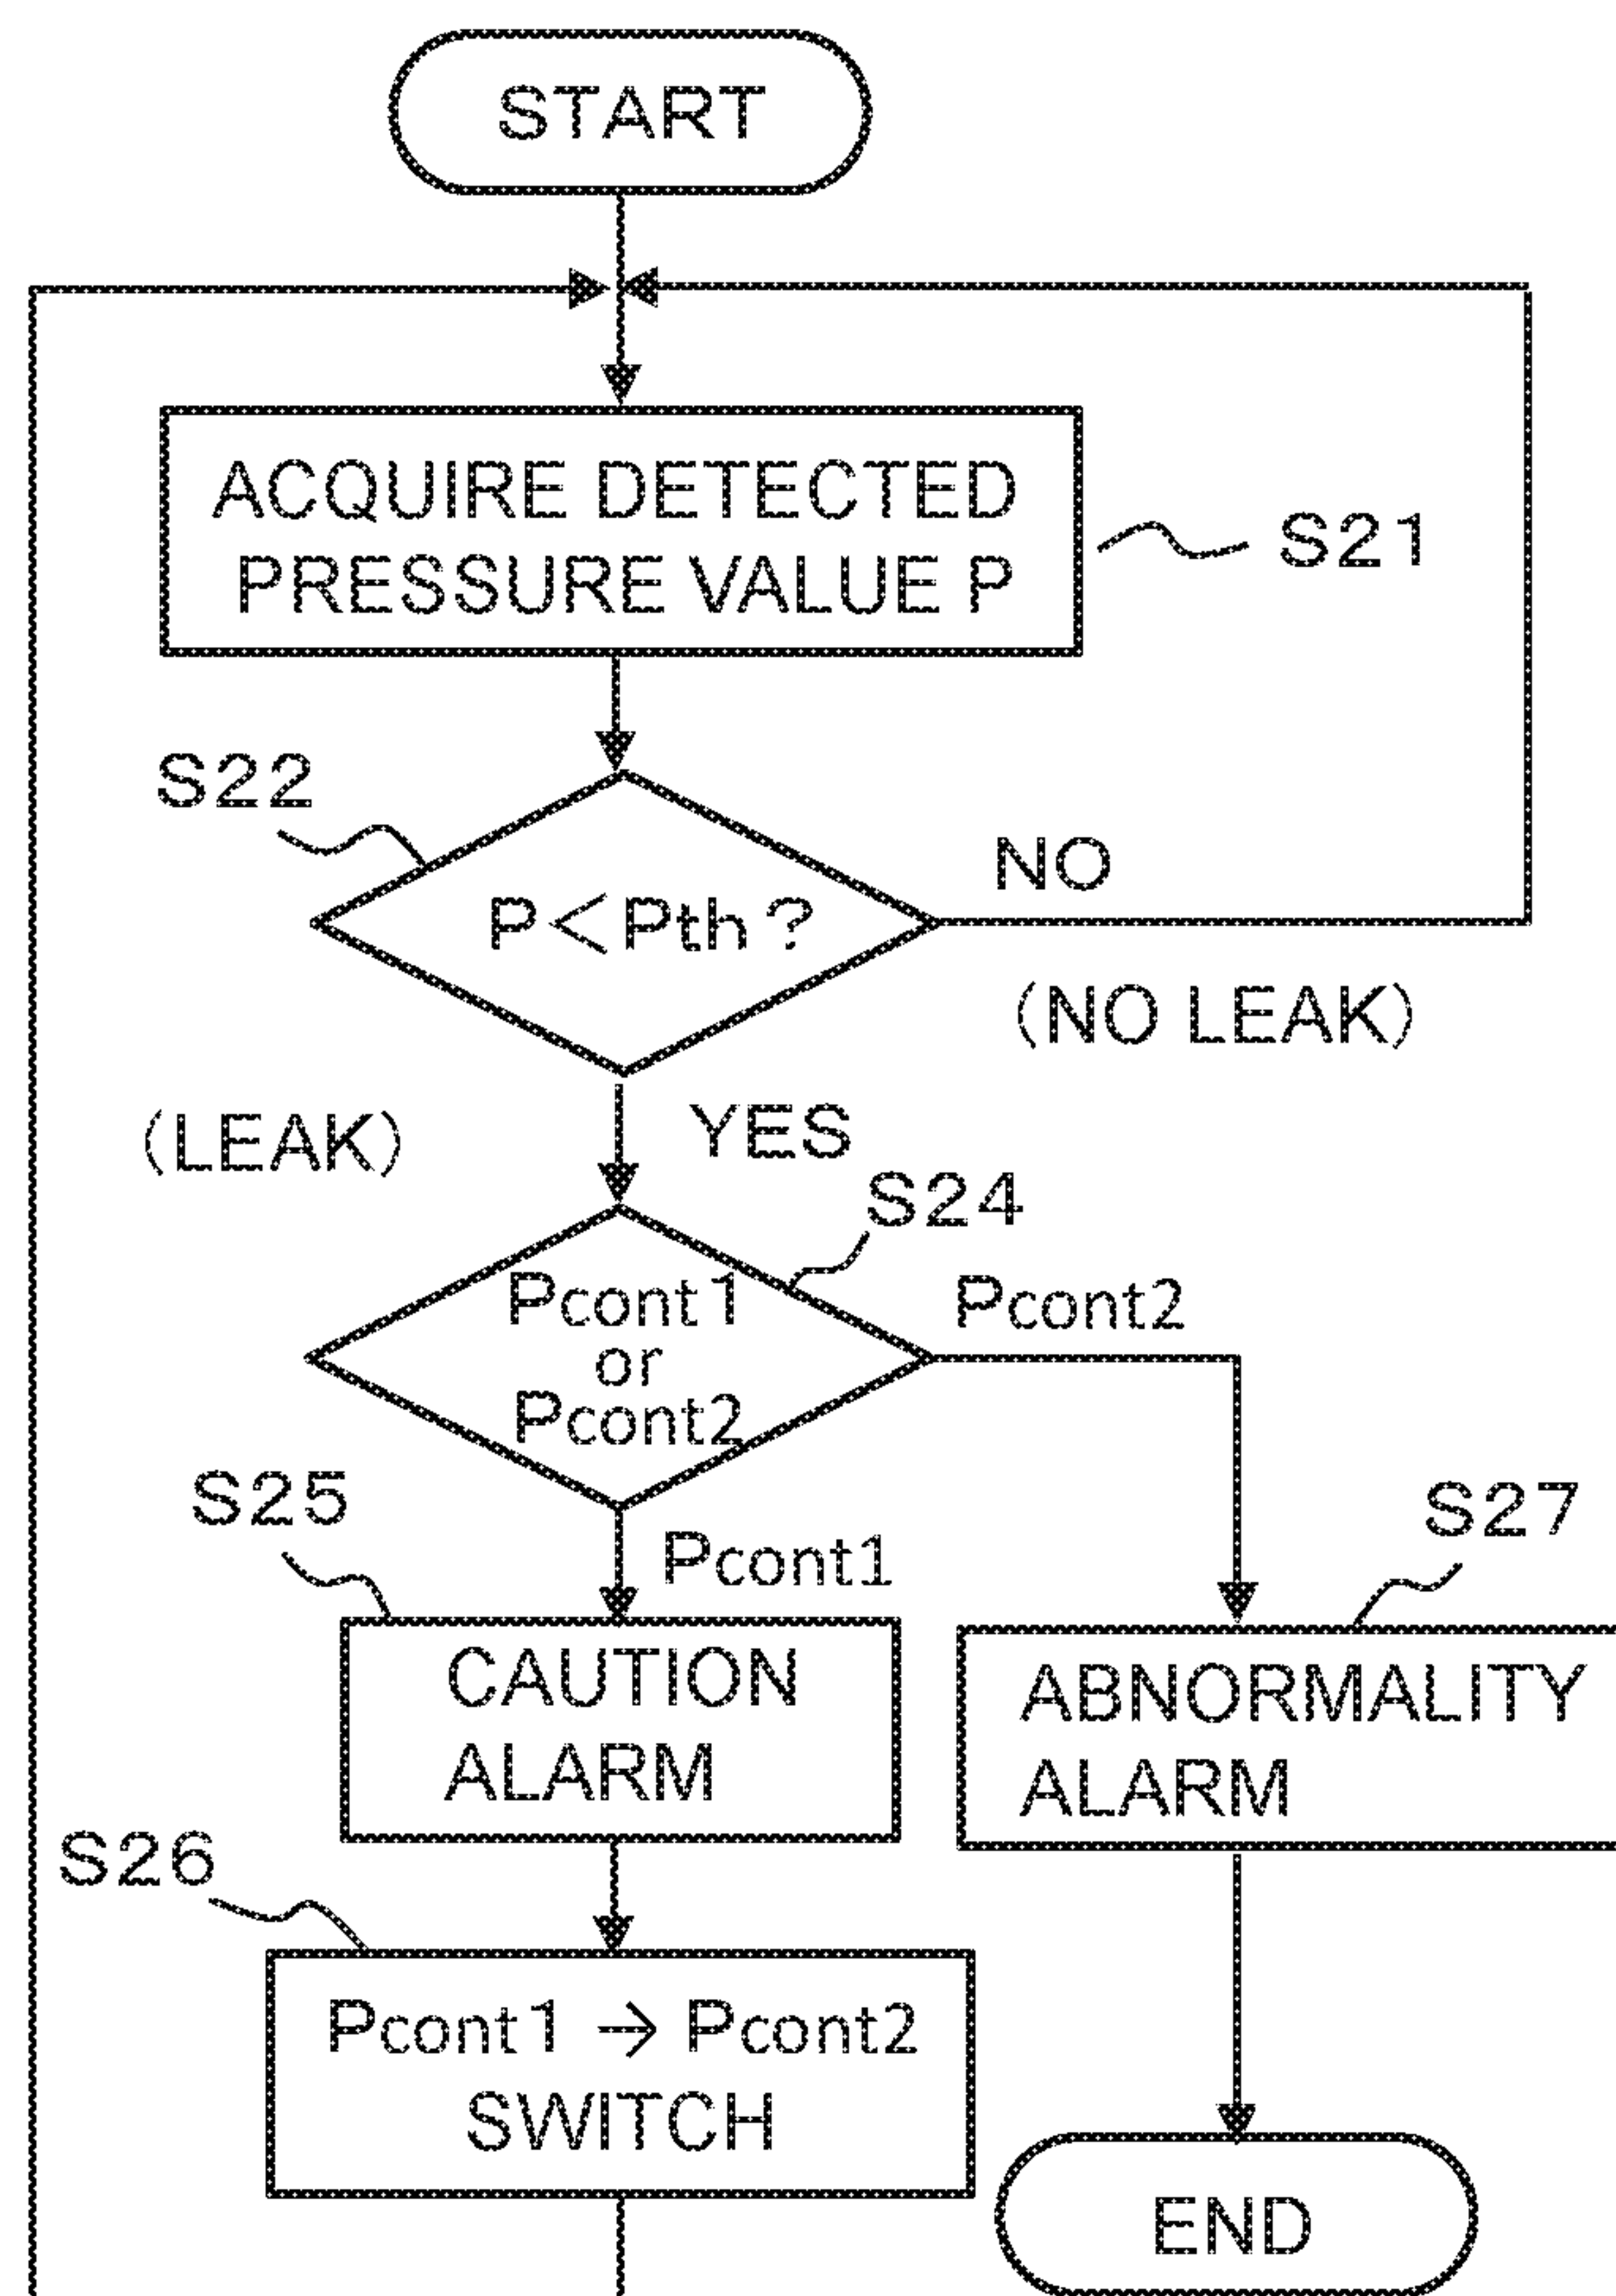 START
ACQUIRE DETECTED
PRESSURE VALUE P
S21
S22
P<Pth?
NO
(NO LEAK)
(LEAK)
YES
S24
Pcont1
or
Pcont2
Pcont2
S25
Pcont1
S27
CAUTION
ALARM
ABNORMALITY
ALARM
S26
Pcont1 → Pcont2
SWITCH
END